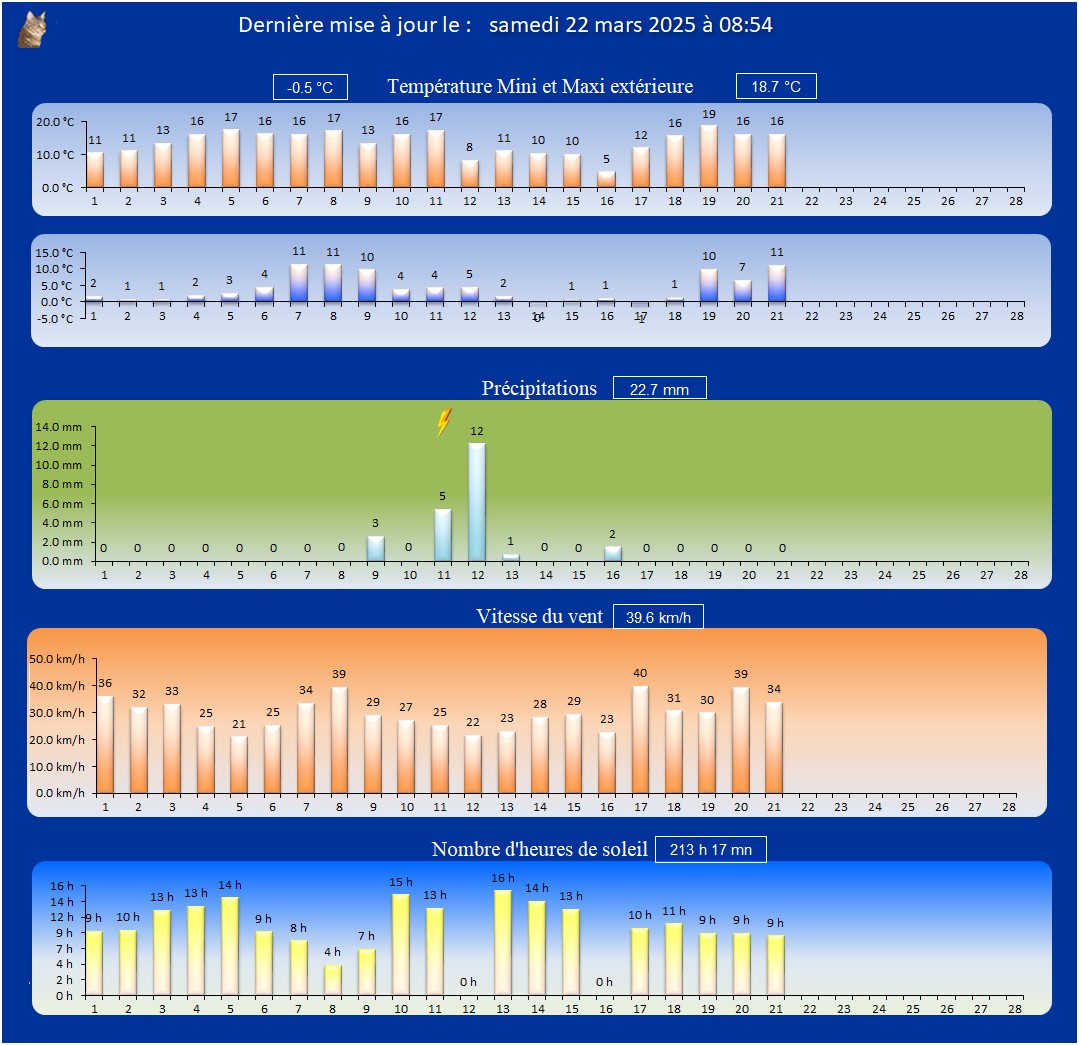 Dernière mise à jour le : samedi 22 mars 2025 à 08:54
-0.5 °C Température Mini et Maxi extérieure 18.7 °C
20.0 °C
10.0 °C
0.0 °C
11 11 13 16 17 16 16 17 13 16 17 8 11 10 10 5 12 16 19 16 16
1 2 3 4 5 6 7 8 9 10 11 12 13 14 15 16 17 18 19 20 21 22 23 24 25 26 27 28
15.0 °C
10.0 °C
5.0 °C
0.0 °C
-5.0 °C
2 1 1 2 3 4 11 11 10 4 4 5 2 0 1 1 1 1 10 7 11
1 2 3 4 5 6 7 8 9 10 11 12 13 14 15 16 17 18 19 20 21 22 23 24 25 26 27 28
Précipitations 22.7 mm
14.0 mm
12.0 mm
10.0 mm
8.0 mm
6.0 mm
4.0 mm
2.0 mm
0.0 mm
0 0 0 0 0 0 0 0 3 0 5 12 1 0 0 2 0 0 0 0 0
1 2 3 4 5 6 7 8 9 10 11 12 13 14 15 16 17 18 19 20 21 22 23 24 25 26 27 28
Vitesse du vent 39.6 km/h
50.0 km/h
40.0 km/h
30.0 km/h
20.0 km/h
10.0 km/h
0.0 km/h
36 32 33 25 21 25 34 39 29 27 25 22 23 28 29 23 40 31 30 39 34
1 2 3 4 5 6 7 8 9 10 11 12 13 14 15 16 17 18 19 20 21 22 23 24 25 26 27 28
Nombre d'heures de soleil 213 h 17 mn
16 h
14 h
12 h
9 h
7 h
4 h
2 h
0 h
9 h 10 h 13 h 13 h 14 h 9 h 8 h 4 h 7 h 15 h 13 h 0 h 16 h 14 h 13 h 0 h 10 h 11 h 9 h 9 h 9 h
1 2 3 4 5 6 7 8 9 10 11 12 13 14 15 16 17 18 19 20 21 22 23 24 25 26 27 28